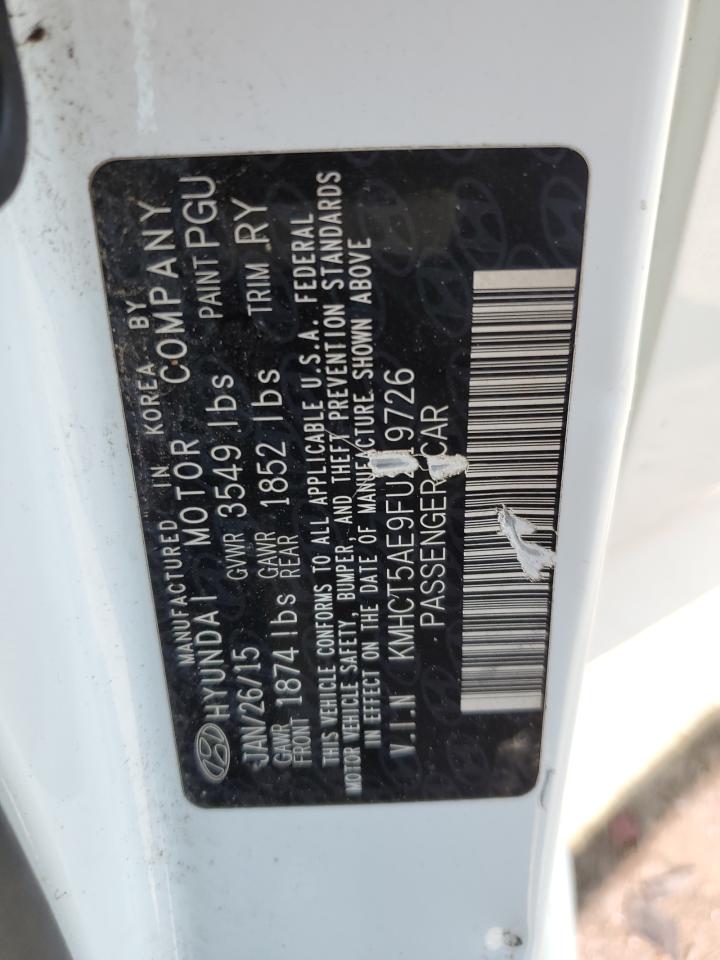 MANUFACTURED IN KOREA BY
HYUNDAI MOTOR COMPANY
JAN/26/15 GVWR 3549 lbs PAINT PGU
GAWR FRONT 1874 lbs GAWR REAR 1852 lbs TRIM RY
THIS VEHICLE CONFORMS TO ALL APPLICABLE U.S.A. FEDERAL
MOTOR VEHICLE SAFETY, BUMPER, AND THEFT PREVENTION STANDARDS
IN EFFECT ON THE DATE OF MANUFACTURE SHOWN ABOVE
V.I.N KMHCT5AE9FU219726
PASSENGER CAR